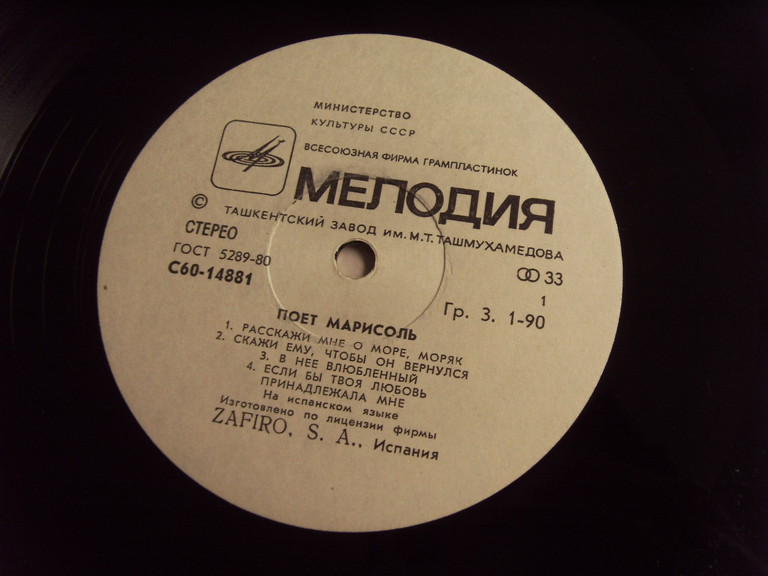 МИНИСТЕРСТВО
КУЛЬТУРЫ СССР
ВСЕСОЮЗНАЯ ФИРМА ГРАМПЛАСТИНОК
МЕЛОДИЯ
© ТАШКЕНТСКИЙ ЗАВОД ИМ. М.Т. ТАШМУХАМЕДОВА
СТЕРЕО
ГОСТ 5289-80
С60-14881
33
1
Гр. 3. 1-90
ПОЕТ МАРИСОЛЬ
1. РАССКАЖИ МНЕ О МОРЕ, МОРЯК
2. СКАЖИ ЕМУ, ЧТОБЫ ОН ВЕРНУЛСЯ
3. В НЕЕ ВЛЮБЛЕННЫЙ
4. ЕСЛИ БЫ ТВОЯ ЛЮБОВЬ
ПРИНАДЛЕЖАЛА МНЕ
На испанском языке
Изготовлено по лицензии фирмы
ZAFIRO, S. A., Испания